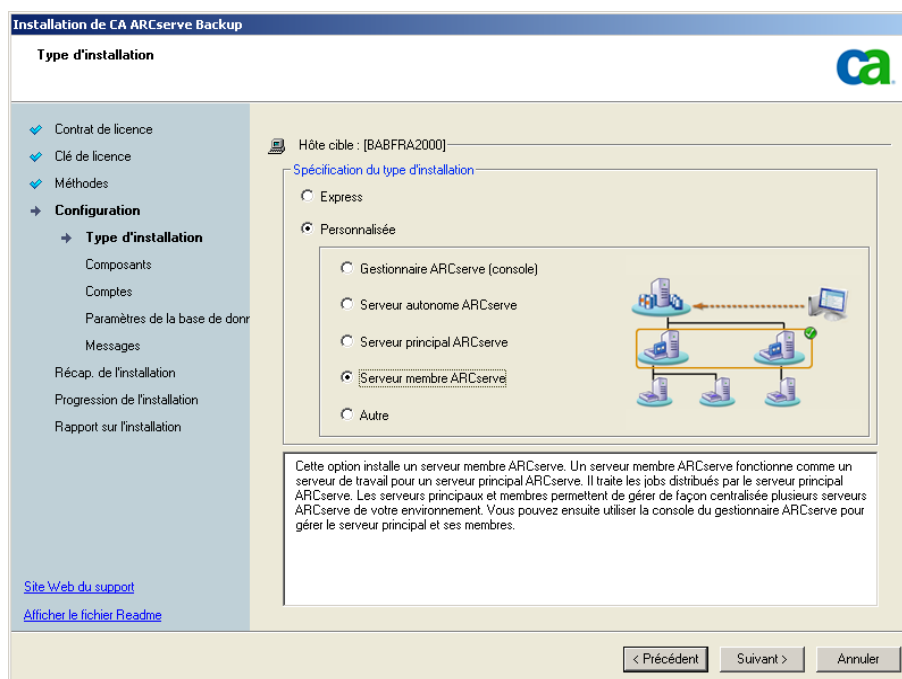 Installation de CA ARCserve Backup
Type d'installation
ca
Contrat de licence
Clé de licence
Méthodes
Configuration
Type d'installation
Composants
Comptes
Paramètres de la base de donr
Messages
Récap. de l'installation
Progression de l'installation
Rapport sur l'installation
Site Web du support
Afficher le fichier Readme
Hôte cible : [BABFRA2000]
Spécification du type d'installation
Express
Personnalisée
Gestionnaire ARCserve (console)
Serveur autonome ARCserve
Serveur principal ARCserve
Serveur membre ARCserve
Autre
Cette option installe un serveur membre ARCserve. Un serveur membre ARCserve fonctionne comme un
serveur de travail pour un serveur principal ARCserve. Il traite les jobs distribués par le serveur principal
ARCserve. Les serveurs principaux et membres permettent de gérer de façon centralisée plusieurs serveurs
ARCserve de votre environnement. Vous pouvez ensuite utiliser la console du gestionnaire ARCserve pour
gérer le serveur principal et ses membres.
< Précédent
Suivant >
Annuler